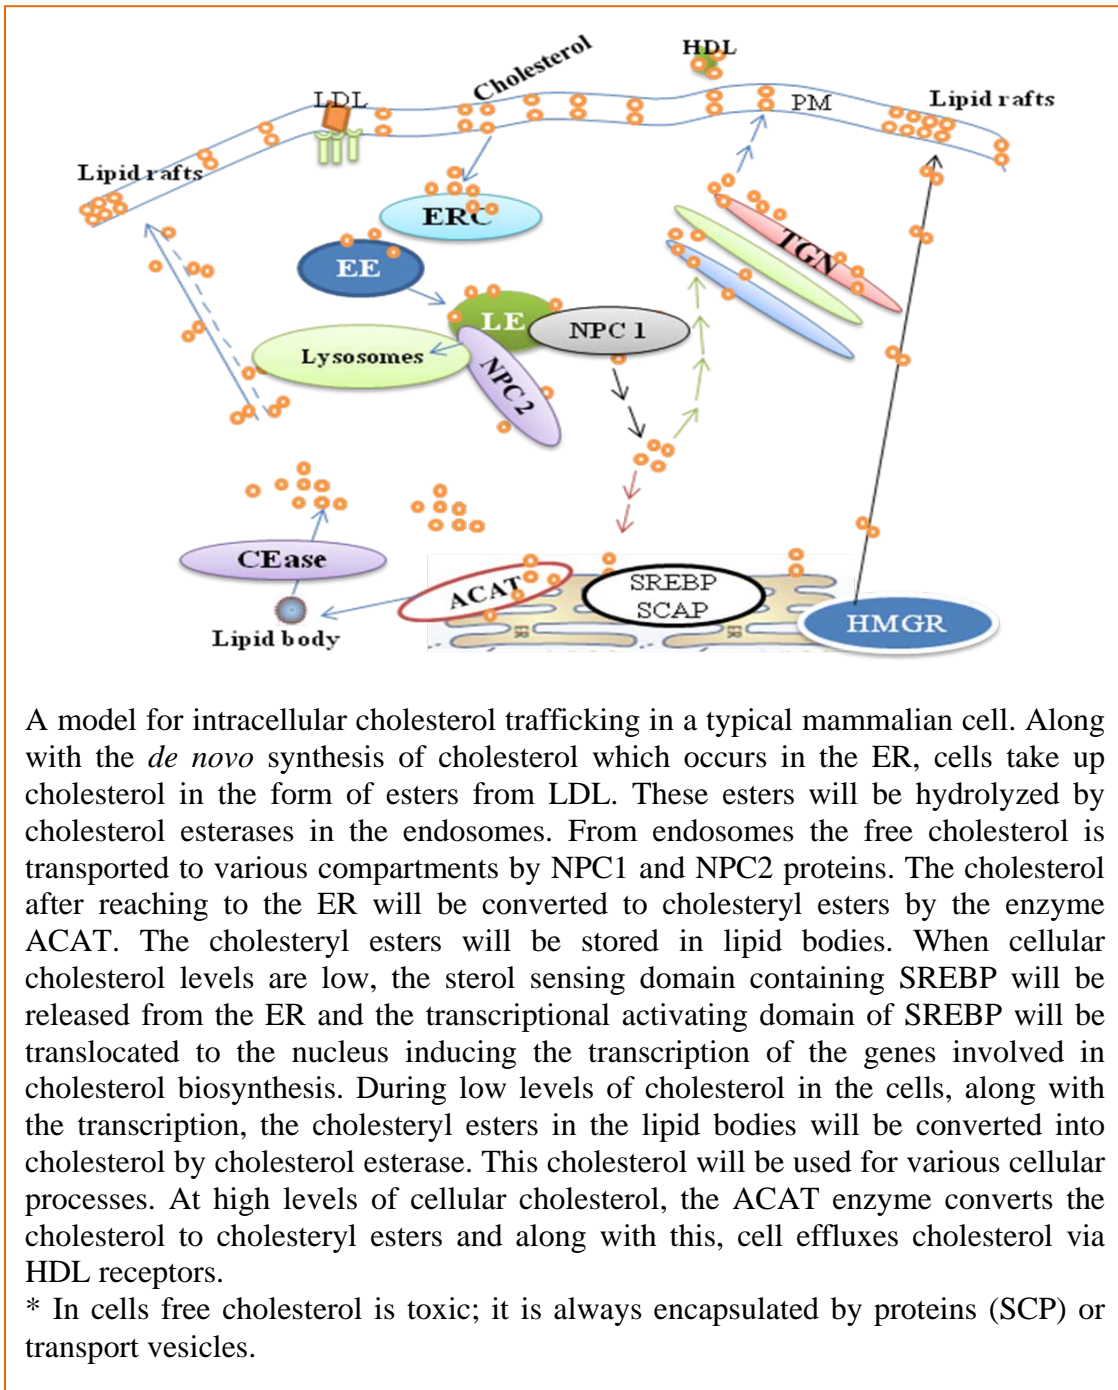 HDL
Cholesterol
LDL
PM
Lipid rafts
Lipid rafts
ERC
TGN
EE
LE
NPC 1
Lysosomes
NPC2
CEase
ACAT
SREBP
SCAP
ER
ER
HMGR
Lipid body
A model for intracellular cholesterol trafficking in a typical mammalian cell. Along
with the de novo synthesis of cholesterol which occurs in the ER, cells take up
cholesterol in the form of esters from LDL. These esters will be hydrolyzed by
cholesterol esterases in the endosomes. From endosomes the free cholesterol is
transported to various compartments by NPC1 and NPC2 proteins. The cholesterol
after reaching to the ER will be converted to cholesteryl esters by the enzyme
ACAT. The cholesteryl esters will be stored in lipid bodies. When cellular
cholesterol levels are low, the sterol sensing domain containing SREBP will be
released from the ER and the transcriptional activating domain of SREBP will be
translocated to the nucleus inducing the transcription of the genes involved in
cholesterol biosynthesis. During low levels of cholesterol in the cells, along with
the transcription, the cholesteryl esters in the lipid bodies will be converted into
cholesterol by cholesterol esterase. This cholesterol will be used for various cellular
processes. At high levels of cellular cholesterol, the ACAT enzyme converts the
cholesterol to cholesteryl esters and along with this, cell effluxes cholesterol via
HDL receptors.
* In cells free cholesterol is toxic; it is always encapsulated by proteins (SCP) or
transport vesicles.